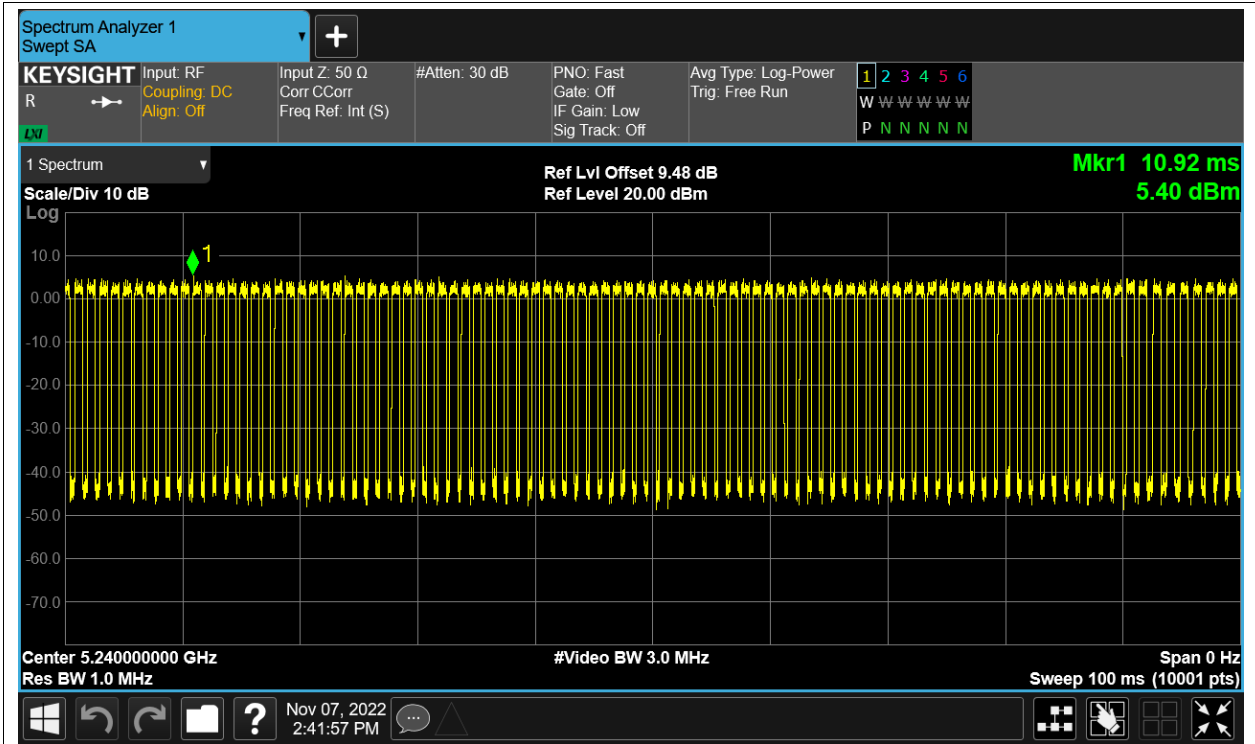 Spectrum Analyzer 1
Swept SA
KEYSIGHT
R
LXI
Input: RF
Coupling: DC
Align: Off
Input Z: 50 Ω
Corr CCorr
Freq Ref: Int (S)
#Atten: 30 dB
PNO: Fast
Gate: Off
IF Gain: Low
Sig Track: Off
Avg Type: Log-Power
Trig: Free Run
1 2 3 4 5 6
W W W W W W
P N N N N N
1 Spectrum
Scale/Div 10 dB
Log
Ref Lvl Offset 9.48 dB
Ref Level 20.00 dBm
Mkr1 10.92 ms
5.40 dBm
1
10.0
0.00
-10.0
-20.0
-30.0
-40.0
-50.0
-60.0
-70.0
Center 5.240000000 GHz
Res BW 1.0 MHz
#Video BW 3.0 MHz
Span 0 Hz
Sweep 100 ms (10001 pts)
?
Nov 07, 2022
2:41:57 PM